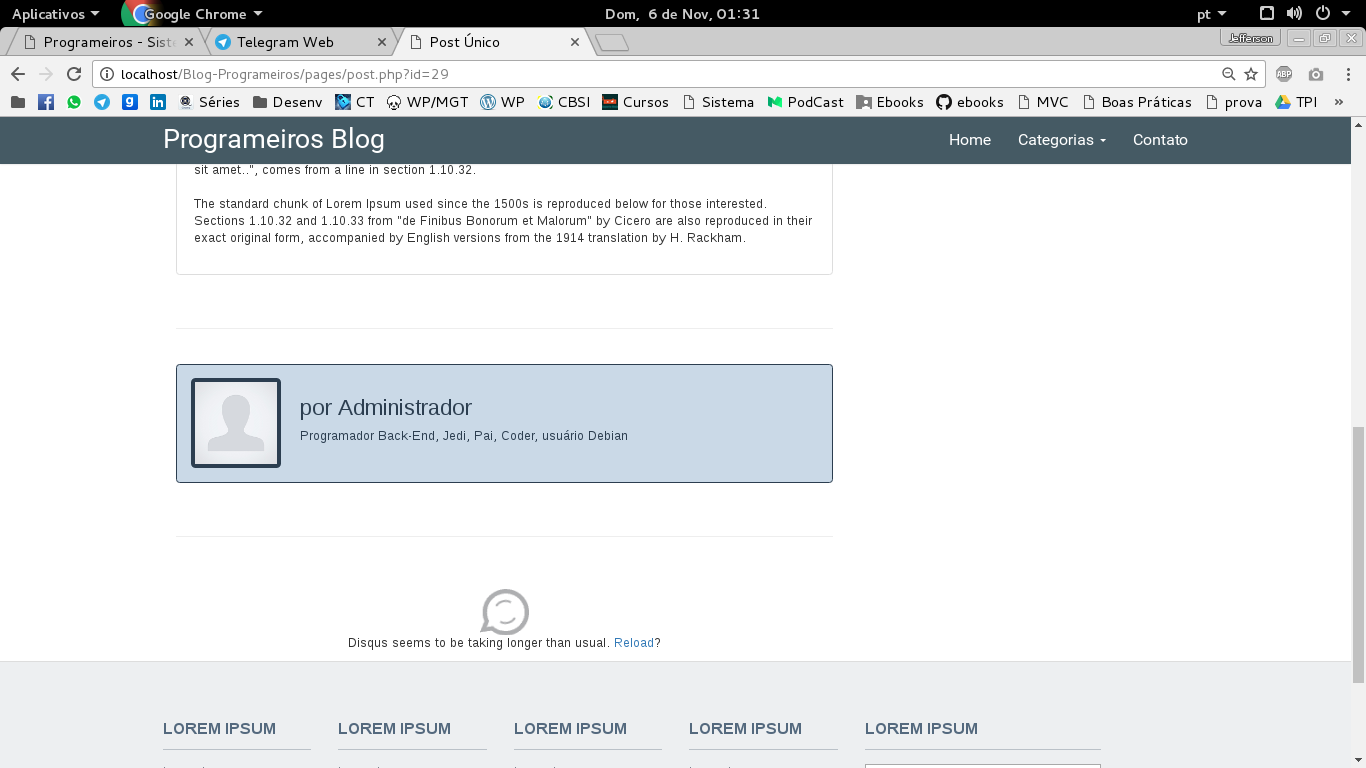 Aplicativos Google Chrome Dom, 6 de Nov, 01:31 pt
Programeiros - Sist Telegram Web Post Único Jefferson
localhost/Blog-Programeiros/pages/post.php?id=29 ABP
Séries Desenv CT WP/MGT WP CBSI Cursos Sistema PodCast Ebooks ebooks MVC Boas Práticas prova TPI »
Programeiros Blog Home Categorias Contato
sit amet..", comes from a line in section 1.10.32.
The standard chunk of Lorem Ipsum used since the 1500s is reproduced below for those interested.
Sections 1.10.32 and 1.10.33 from "de Finibus Bonorum et Malorum" by Cicero are also reproduced in their
exact original form, accompanied by English versions from the 1914 translation by H. Rackham.
por Administrador
Programador Back-End, Jedi, Pai, Coder, usuário Debian
Disqus seems to be taking longer than usual. Reload?
LOREM IPSUM LOREM IPSUM LOREM IPSUM LOREM IPSUM LOREM IPSUM